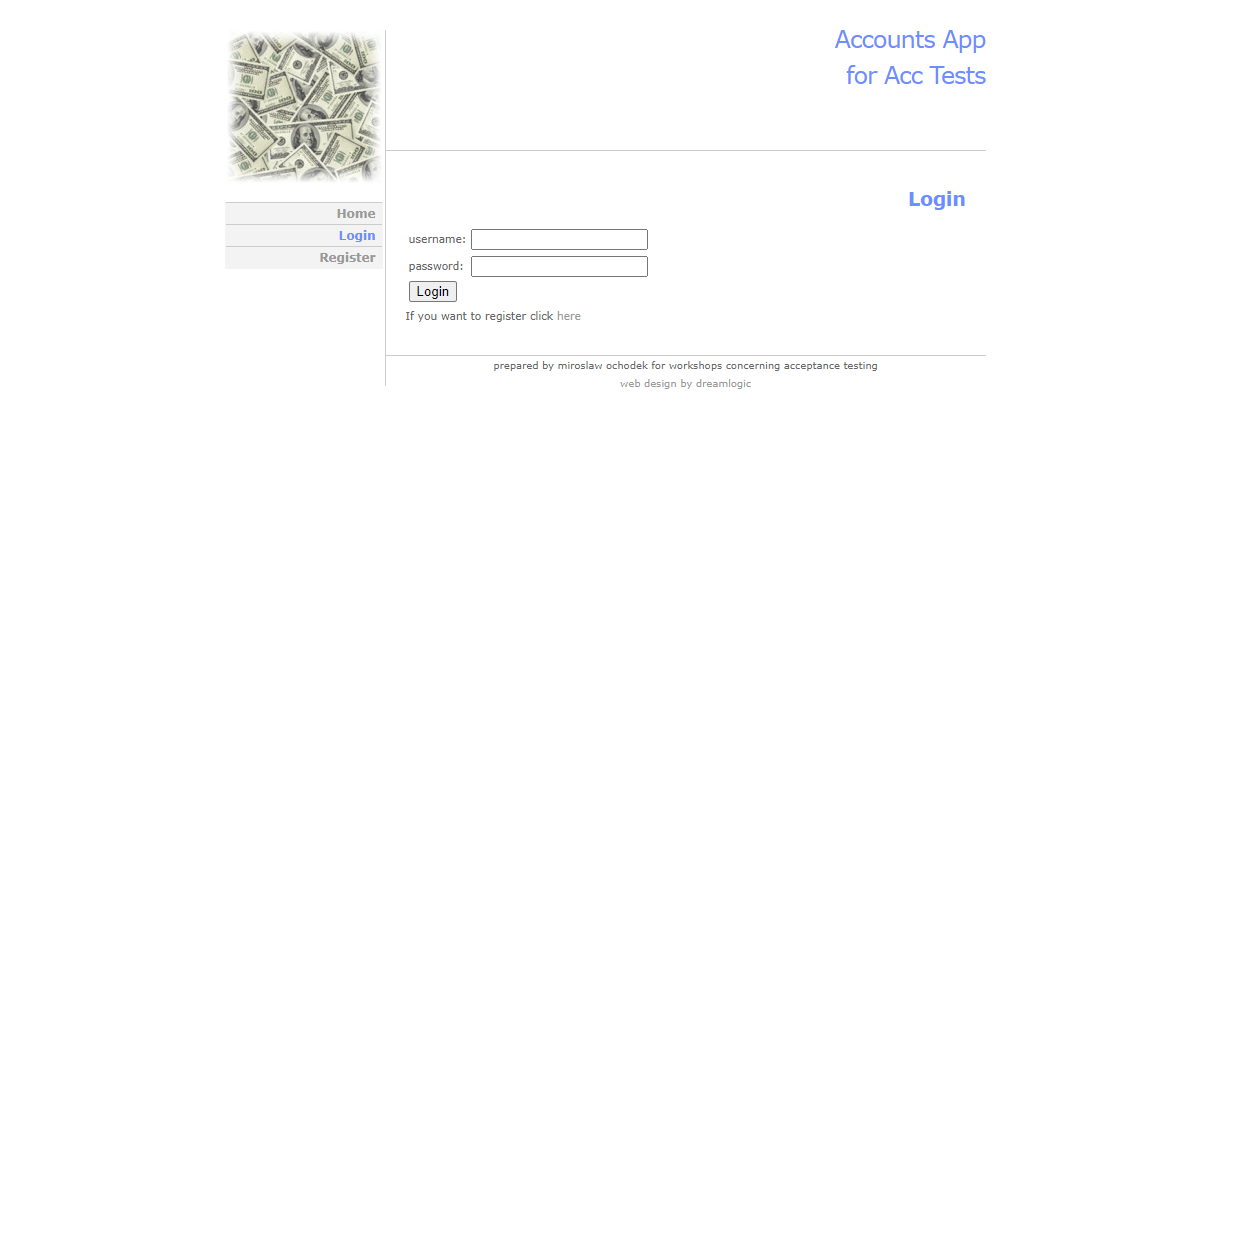 Accounts App
for Acc Tests
Home
Login
Register
Login
username:
password:
Login
If you want to register click here
prepared by miroslaw ochodek for workshops concerning acceptance testing
web design by dreamlogic